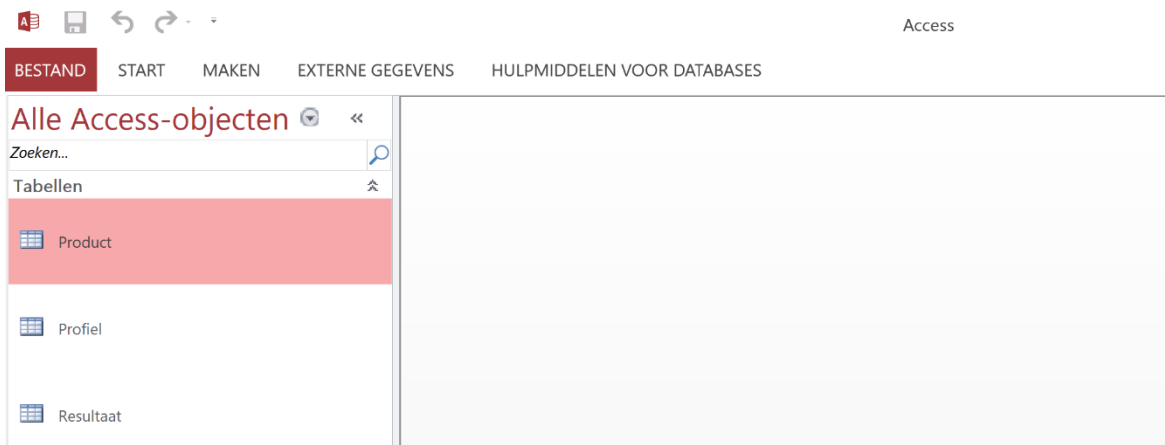 Access
BESTAND START MAKEN EXTERNE GEGEVENS HULPMIDDELEN VOOR DATABASES
Alle Access-objecten
Zoeken...
Tabellen
Product
Profiel
Resultaat